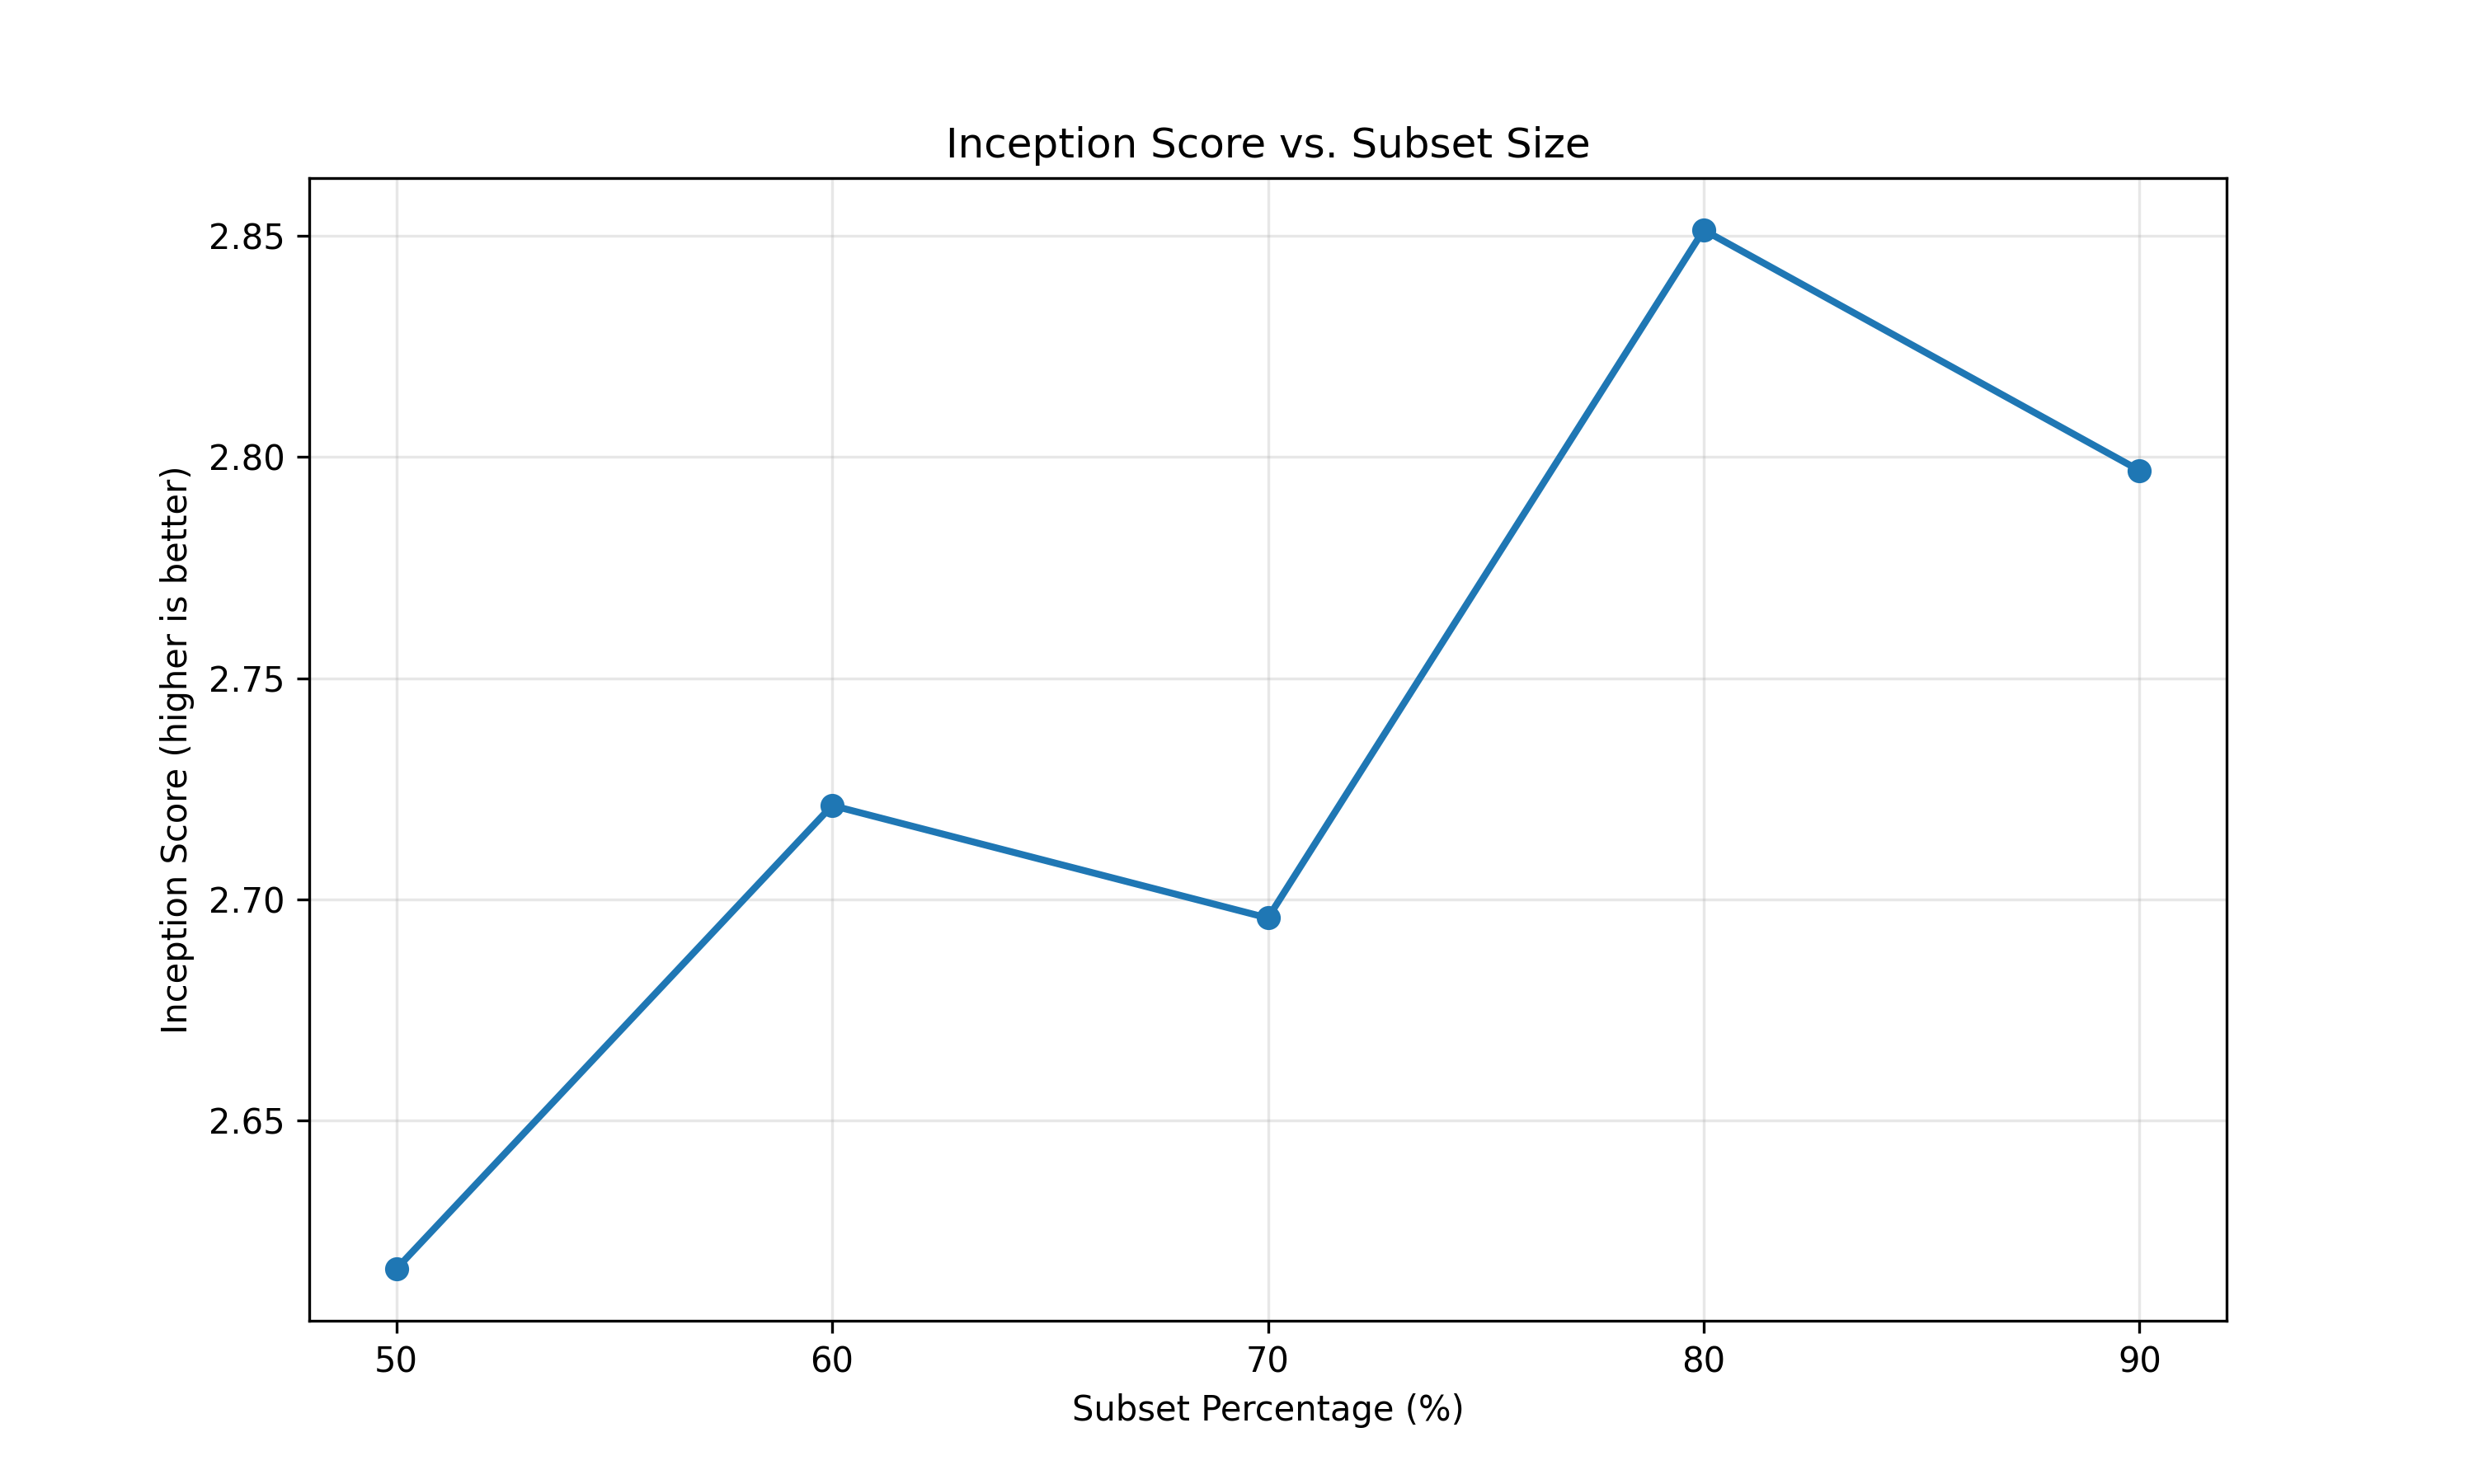 Inception Score vs. Subset Size
Inception Score (higher is better)
2.85
2.80
2.75
2.70
2.65
50 60 70 80 90
Subset Percentage (%)